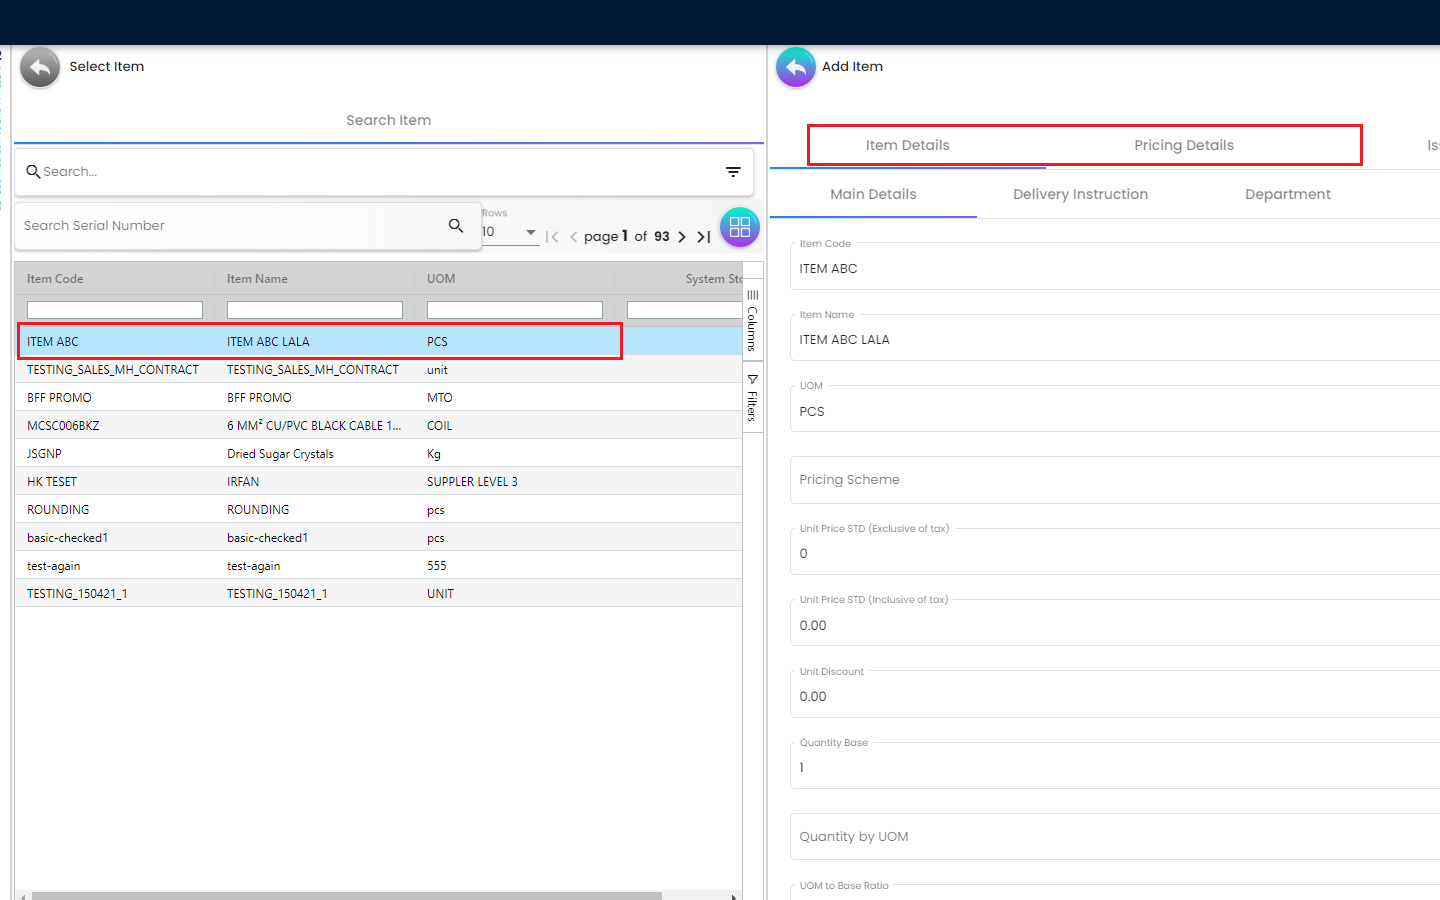 Select Item
Search Item
Search...
Search Serial Number
Rows
10
page 1 of 93
Item Code Item Name UOM System Sto
ITEM ABC ITEM ABC LALA PCS
TESTING_SALES_MH_CONTRACT TESTING_SALES_MH_CONTRACT unit
BFF PROMO BFF PROMO MTO
MCSC006BKZ 6 MM² CU/PVC BLACK CABLE 1... COIL
JSGNP Dried Sugar Crystals Kg
HK TESET IRFAN SUPPLER LEVEL 3
ROUNDING ROUNDING pcs
basic-checked1 basic-checked1 pcs
test-again test-again 555
TESTING_150421_1 TESTING_150421_1 UNIT
Columns
Filters
Add Item
Item Details Pricing Details Is
Main Details Delivery Instruction Department
Item Code
ITEM ABC
Item Name
ITEM ABC LALA
UOM
PCS
Pricing Scheme
Unit Price STD (Exclusive of tax)
0
Unit Price STD (Inclusive of tax)
0.00
Unit Discount
0.00
Quantity Base
1
Quantity by UOM
UOM to Base Ratio